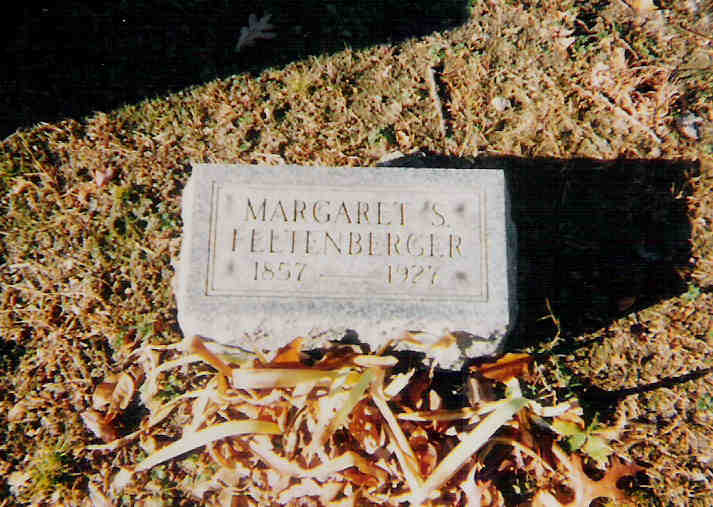 MARGARET S.
FELTENBERGER
1857 — 1927